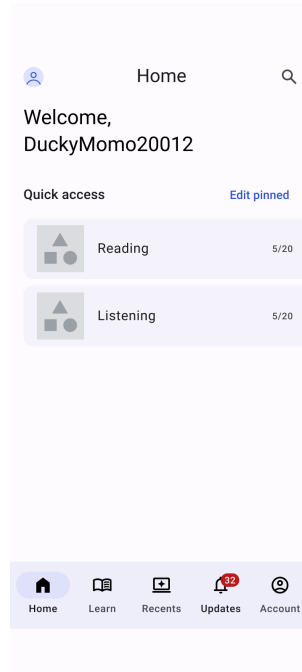 Home
Welcome,
DuckyMomo20012
Quick access Edit pinned
Reading 5/20
Listening 5/20
32
Home Learn Recents Updates Account